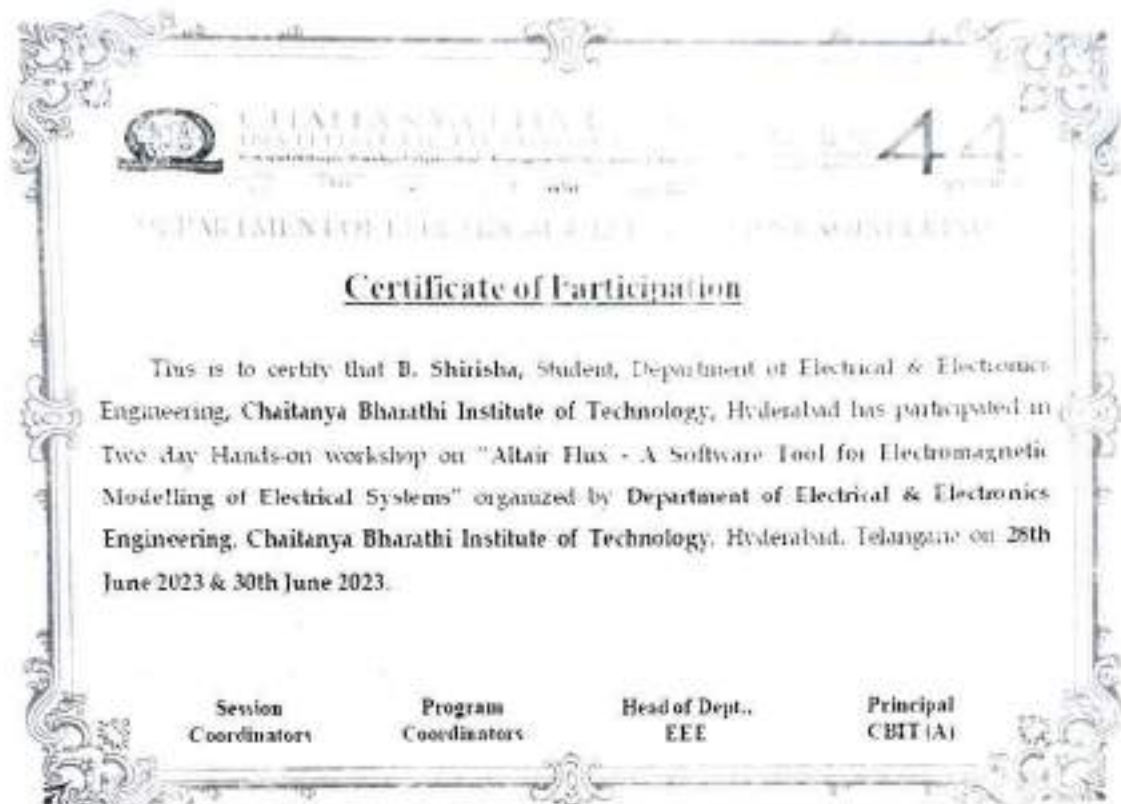 Certificate of Participation
This is to certify that B. Shirisha, Student, Department of Electrical & Electronics
Engineering, Chaitanya Bharathi Institute of Technology, Hyderabad has participated in
Two day Hands-on workshop on "Altair Flux - A Software Tool for Electromagnetic
Modelling of Electrical Systems" organized by Department of Electrical & Electronics
Engineering, Chaitanya Bharathi Institute of Technology, Hyderabad, Telangana on 28th
June 2023 & 30th June 2023.
Session Program Head of Dept., Principal
Coordinators Coordinators EEE CBIT (A)